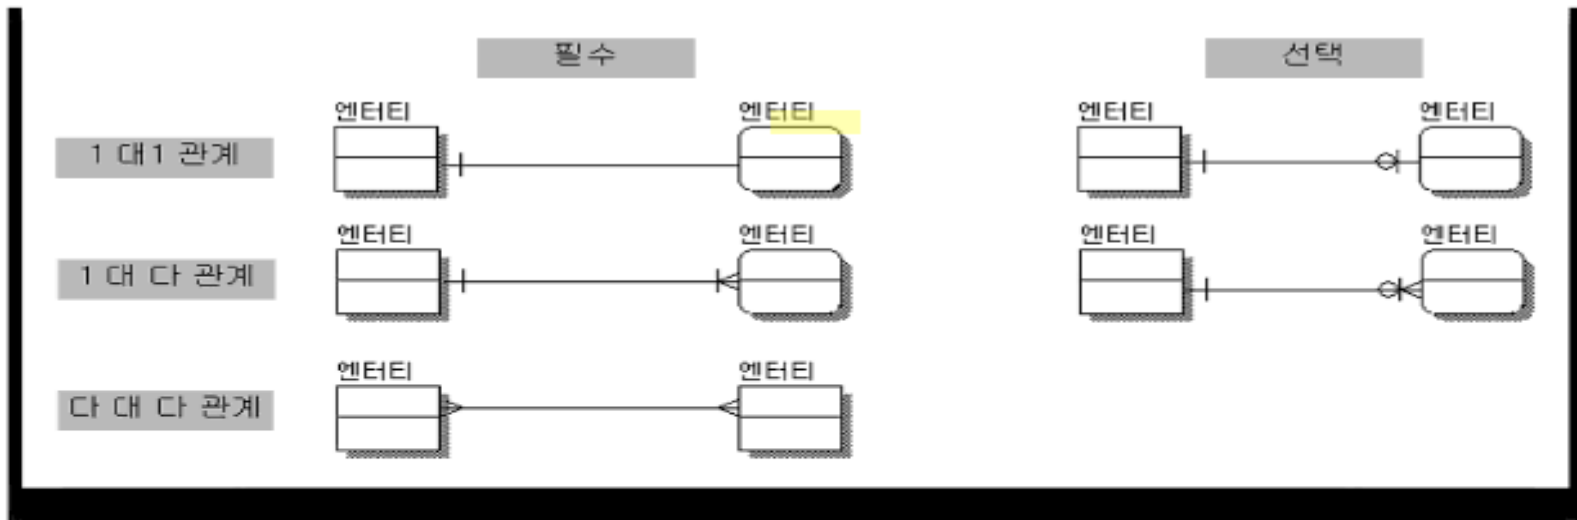 필수
선택
엔터티
엔터티
엔터티
엔터티
1 대1 관계
엔터티
엔터티
엔터티
엔터티
1 대 다 관계
엔터티
엔터티
다 대 다 관계